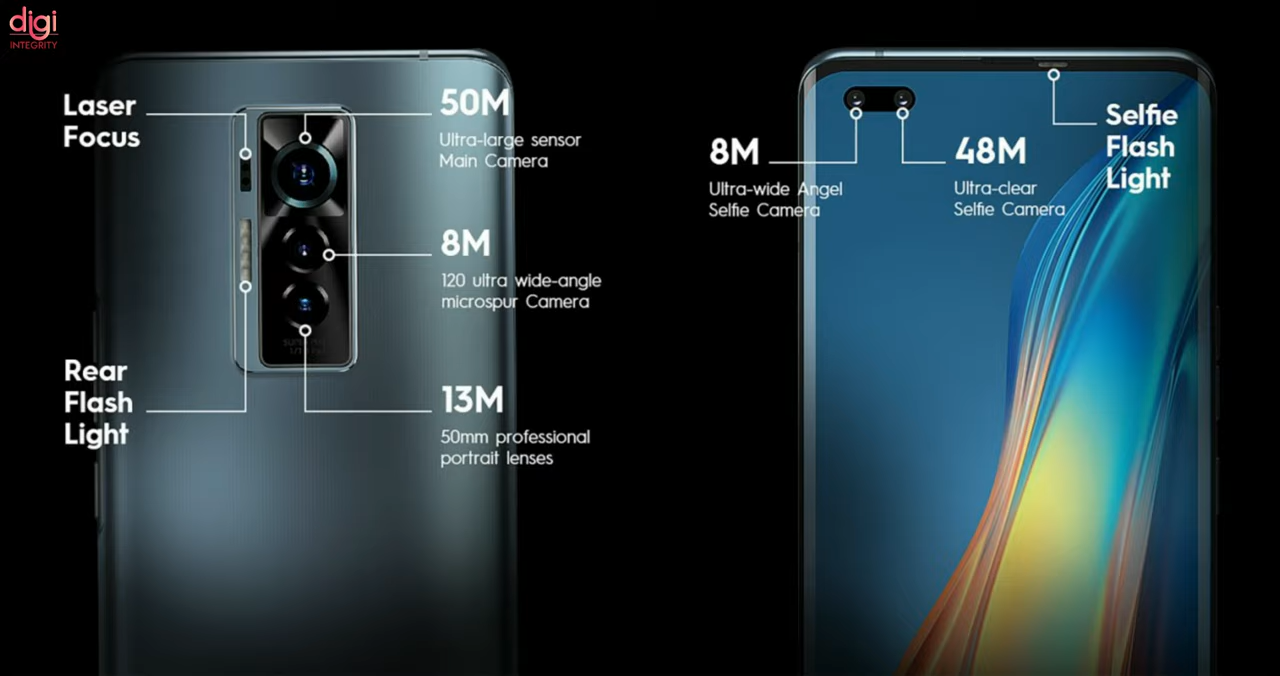 digi
INTEGRITY
Laser
Focus
50M
Ultra-large sensor
Main Camera
8M
120 ultra wide-angle
microspur Camera
Rear
Flash
Light
13M
50mm professional
portrait lenses
8M
Ultra-wide Angel
Selfie Camera
48M
Ultra-clear
Selfie Camera
Selfie
Flash
Light